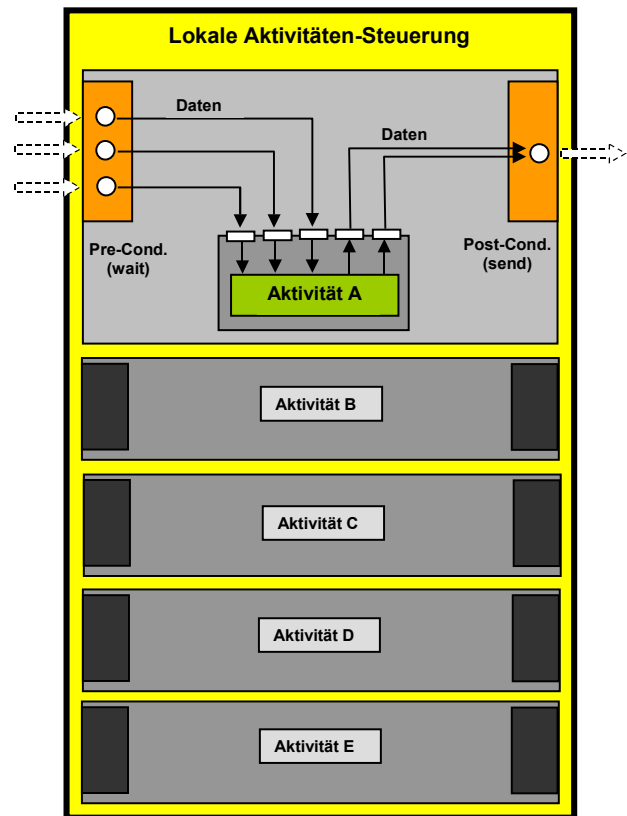 Lokale Aktivitäten-Steuerung
Daten
Daten
Pre-Cond.
(wait)
Post-Cond.
(send)
Aktivität A
Aktivität B
Aktivität C
Aktivität D
Aktivität E